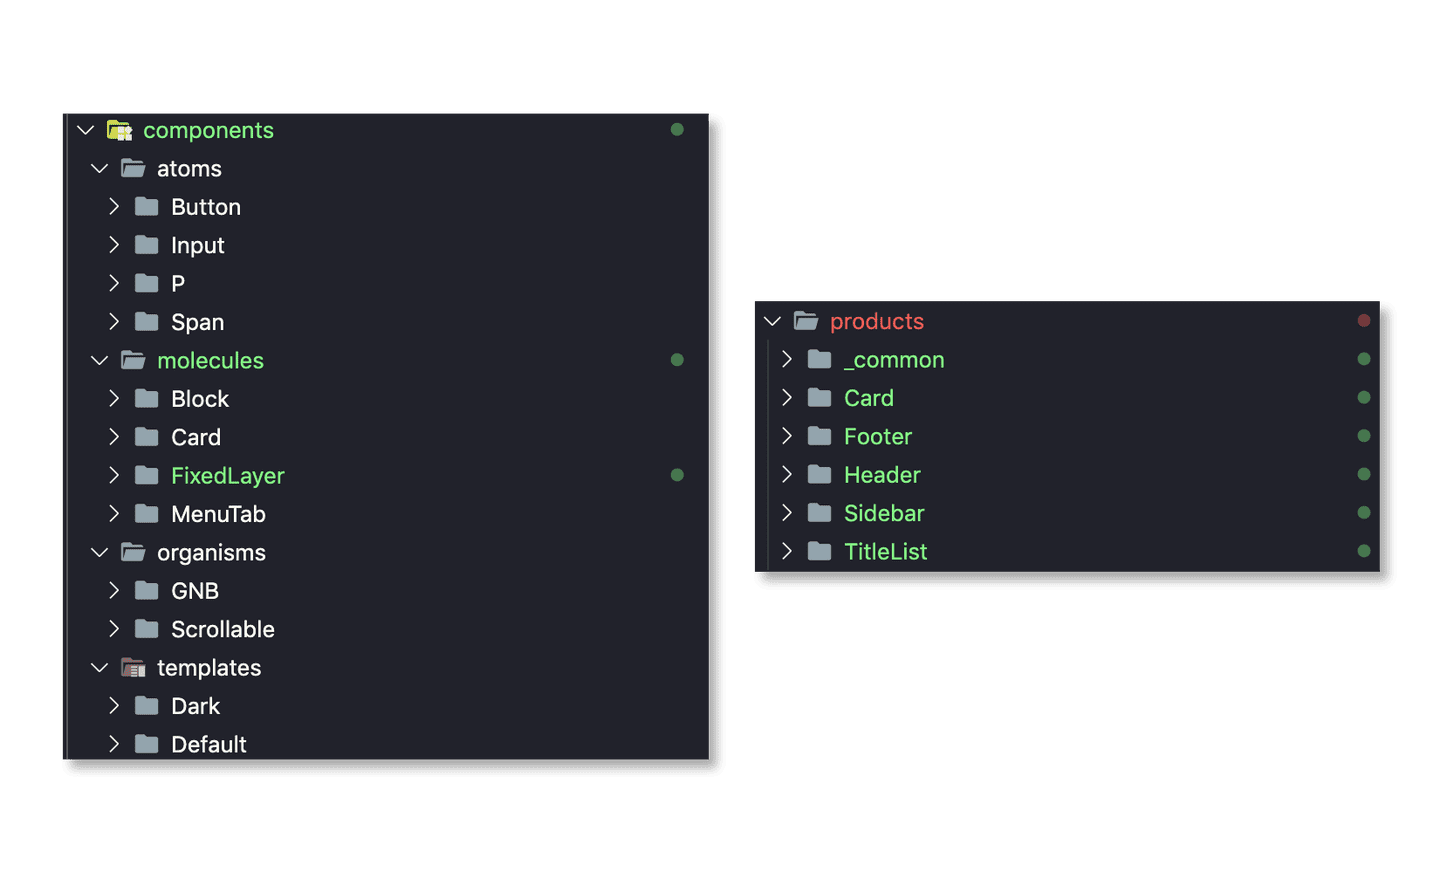 components
atoms
Button
Input
P
Span
molecules
Block
Card
FixedLayer
MenuTab
organisms
GNB
Scrollable
templates
Dark
Default
products
_common
Card
Footer
Header
Sidebar
TitleList